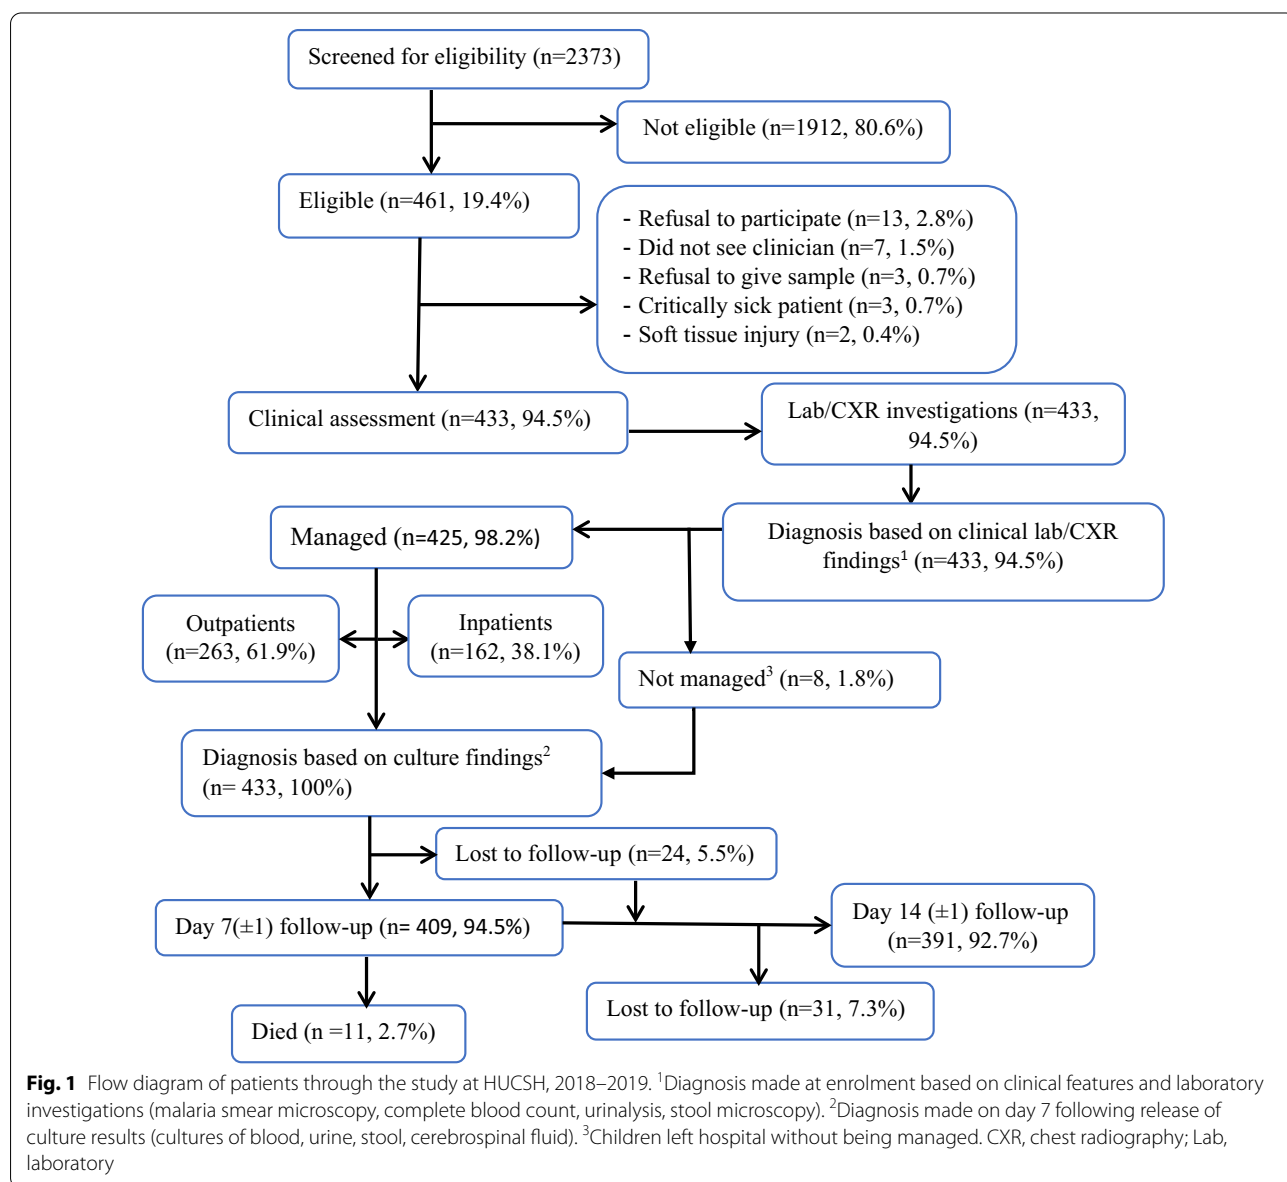 Screened for eligibility (n=2373)
Not eligible (n=1912, 80.6%)
Eligible (n=461, 19.4%)
- Refusal to participate (n=13, 2.8%)
- Did not see clinician (n=7, 1.5%)
- Refusal to give sample (n=3, 0.7%)
- Critically sick patient (n=3, 0.7%)
- Soft tissue injury (n=2, 0.4%)
Clinical assessment (n=433, 94.5%)
Lab/CXR investigations (n=433,
94.5%)
Diagnosis based on clinical lab/CXR
findings¹ (n=433, 94.5%)
Managed (n=425, 98.2%)
Outpatients
(n=263, 61.9%)
Inpatients
(n=162, 38.1%)
Not managed³ (n=8, 1.8%)
Diagnosis based on culture findings²
(n= 433, 100%)
Lost to follow-up (n=24, 5.5%)
Day 7(±1) follow-up (n= 409, 94.5%)
Day 14 (±1) follow-up
(n=391, 92.7%)
Lost to follow-up (n=31, 7.3%)
Died (n =11, 2.7%)
Fig. 1 Flow diagram of patients through the study at HUCSH, 2018–2019. ¹Diagnosis made at enrolment based on clinical features and laboratory
investigations (malaria smear microscopy, complete blood count, urinalysis, stool microscopy). ²Diagnosis made on day 7 following release of
culture results (cultures of blood, urine, stool, cerebrospinal fluid). ³Children left hospital without being managed. CXR, chest radiography; Lab,
laboratory